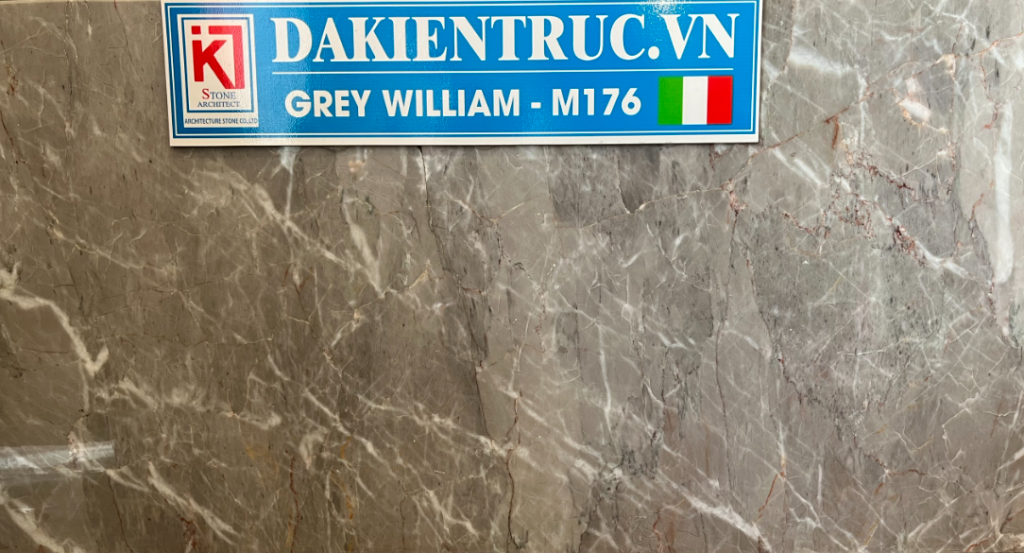 DAKIENTRUC.VN
K
STONE
ARCHITECT
ARCHITECTURE STONE CO.,LTD
GREY WILLIAM - M176